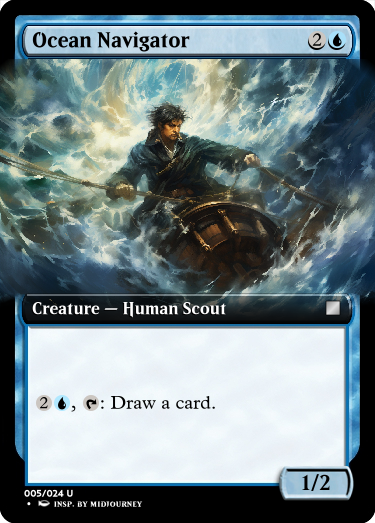 Ocean Navigator 2
Creature — Human Scout
2, : Draw a card.
1/2
005/024 U
• INSP. BY MIDJOURNEY